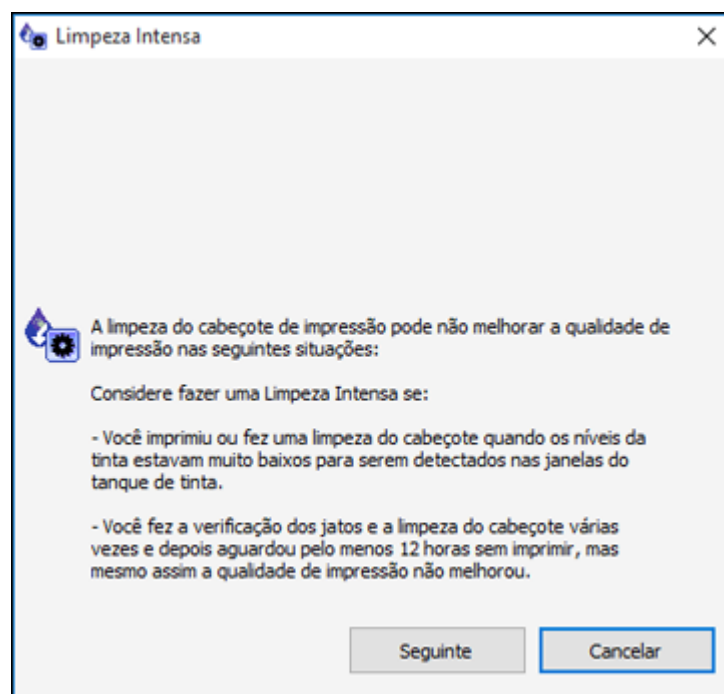 Limpeza Intensa
A limpeza do cabeçote de impressão pode não melhorar a qualidade de
impressão nas seguintes situações:
Considere fazer uma Limpeza Intensa se:
- Você imprimiu ou fez uma limpeza do cabeçote quando os níveis da
tinta estavam muito baixos para serem detectados nas janelas do
tanque de tinta.
- Você fez a verificação dos jatos e a limpeza do cabeçote várias
vezes e depois aguardou pelo menos 12 horas sem imprimir, mas
mesmo assim a qualidade de impressão não melhorou.
Seguinte
Cancelar